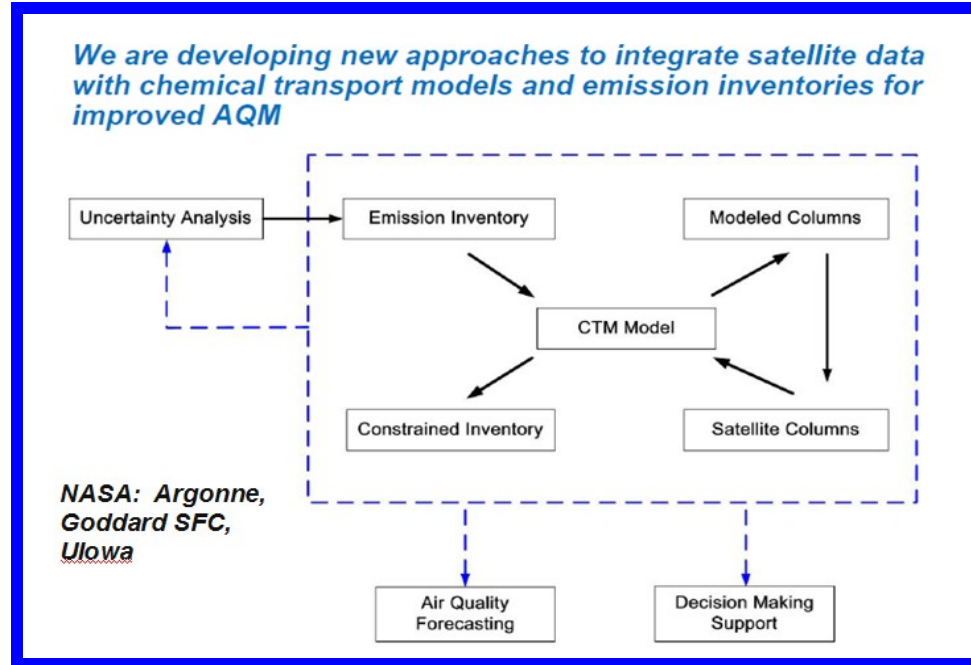 We are developing new approaches to integrate satellite data
with chemical transport models and emission inventories for
improved AQM
Uncertainty Analysis
Emission Inventory
Modeled Columns
CTM Model
Constrained Inventory
Satellite Columns
NASA: Argonne,
Goddard SFC,
UIowa
Air Quality
Forecasting
Decision Making
Support